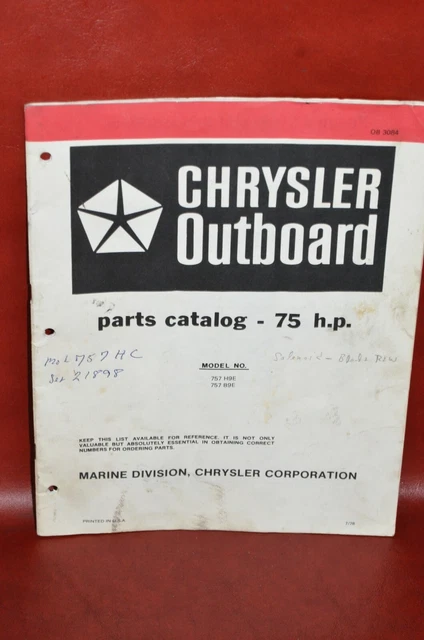 OB 3084
CHRYSLER
Outboard
parts catalog - 75 h.p.
Mod 757 HC
Ser 21898
MODEL NO.
757 H9E
757 B9E
KEEP THIS LIST AVAILABLE FOR REFERENCE. IT IS NOT ONLY
VALUABLE BUT ABSOLUTELY ESSENTIAL IN OBTAINING CORRECT
NUMBERS FOR ORDERING PARTS.
MARINE DIVISION, CHRYSLER CORPORATION
PRINTED IN U.S.A.